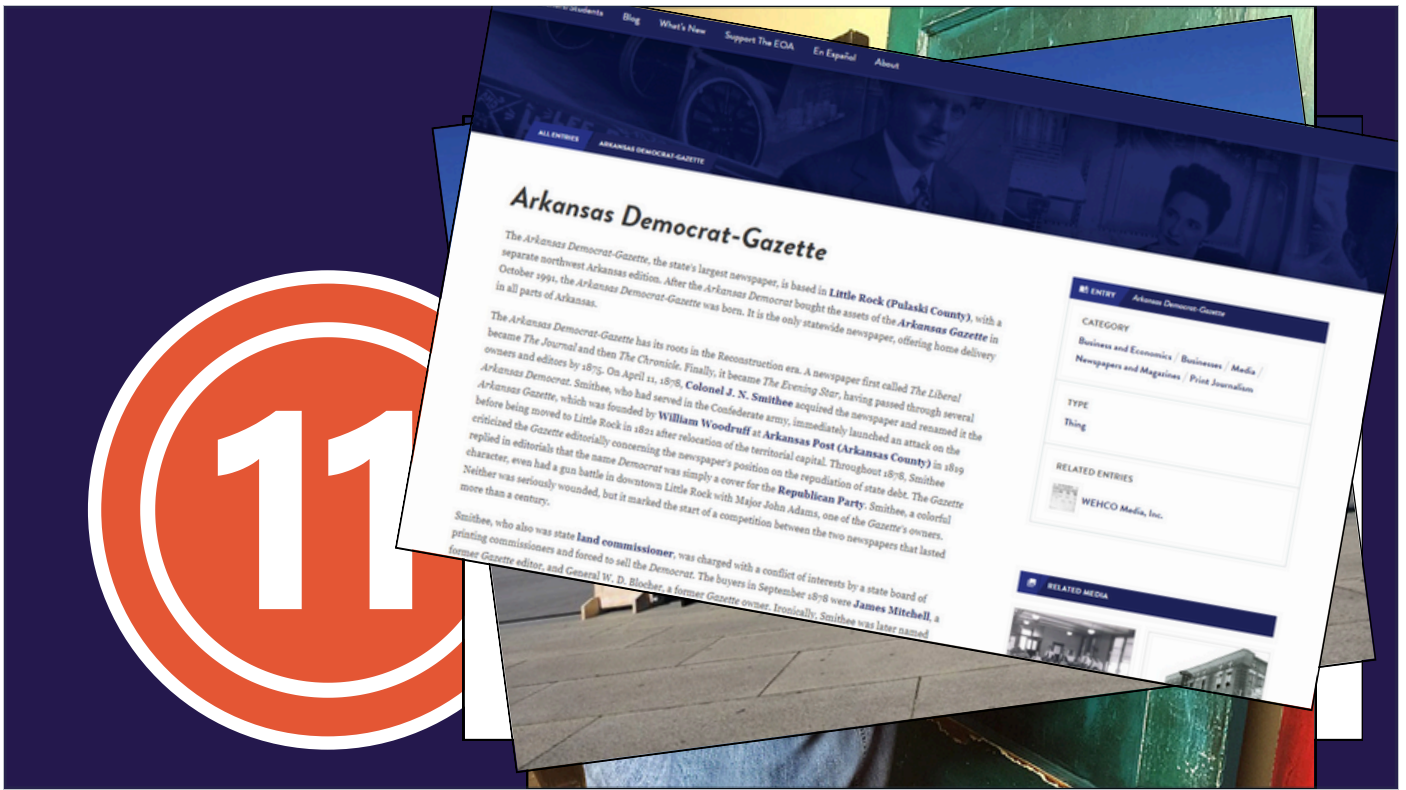 Students
Blog
What's New
Support The EOA
En Español
About
ALL ENTRIES
ARKANSAS DEMOCRAT-GAZETTE
Arkansas Democrat-Gazette
The Arkansas Democrat-Gazette, the state's largest newspaper, is based in Little Rock (Pulaski County), with a
separate northwest Arkansas edition. After the Arkansas Democrat bought the assets of the Arkansas Gazette in
October 1991, the Arkansas Democrat-Gazette was born. It is the only statewide newspaper, offering home delivery
in all parts of Arkansas.
The Arkansas Democrat-Gazette has its roots in the Reconstruction era. A newspaper first called The Liberal
became The Journal and then The Chronicle. Finally, it became The Evening Star, having passed through several
owners and editors by 1875. On April 11, 1878, Colonel J. N. Smithee acquired the newspaper and renamed it the
Arkansas Democrat. Smithee, who had served in the Confederate army, immediately launched an attack on the
Arkansas Gazette, which was founded by William Woodruff at Arkansas Post (Arkansas County) in 1819
before being moved to Little Rock in 1821 after relocation of the territorial capital. Throughout 1878, Smithee
criticized the Gazette editorially concerning the newspaper's position on the repudiation of state debt. The Gazette
replied in editorials that the name Democrat was simply a cover for the Republican Party. Smithee, a colorful
character, even had a gun battle in downtown Little Rock with Major John Adams, one of the Gazette's owners.
Neither was seriously wounded, but it marked the start of a competition between the two newspapers that lasted
more than a century.
Smithee, who also was state land commissioner, was charged with a conflict of interests by a state board of
printing commissioners and forced to sell the Democrat. The buyers in September 1878 were James Mitchell, a
former Gazette editor, and General W. D. Blocher, a former Gazette owner. Ironically, Smithee was later named
ENTRY
Arkansas Democrat-Gazette
CATEGORY
Business and Economics / Businesses / Media /
Newspapers and Magazines / Print Journalism
TYPE
Thing
RELATED ENTRIES
WEHCO Media, Inc.
RELATED MEDIA
11